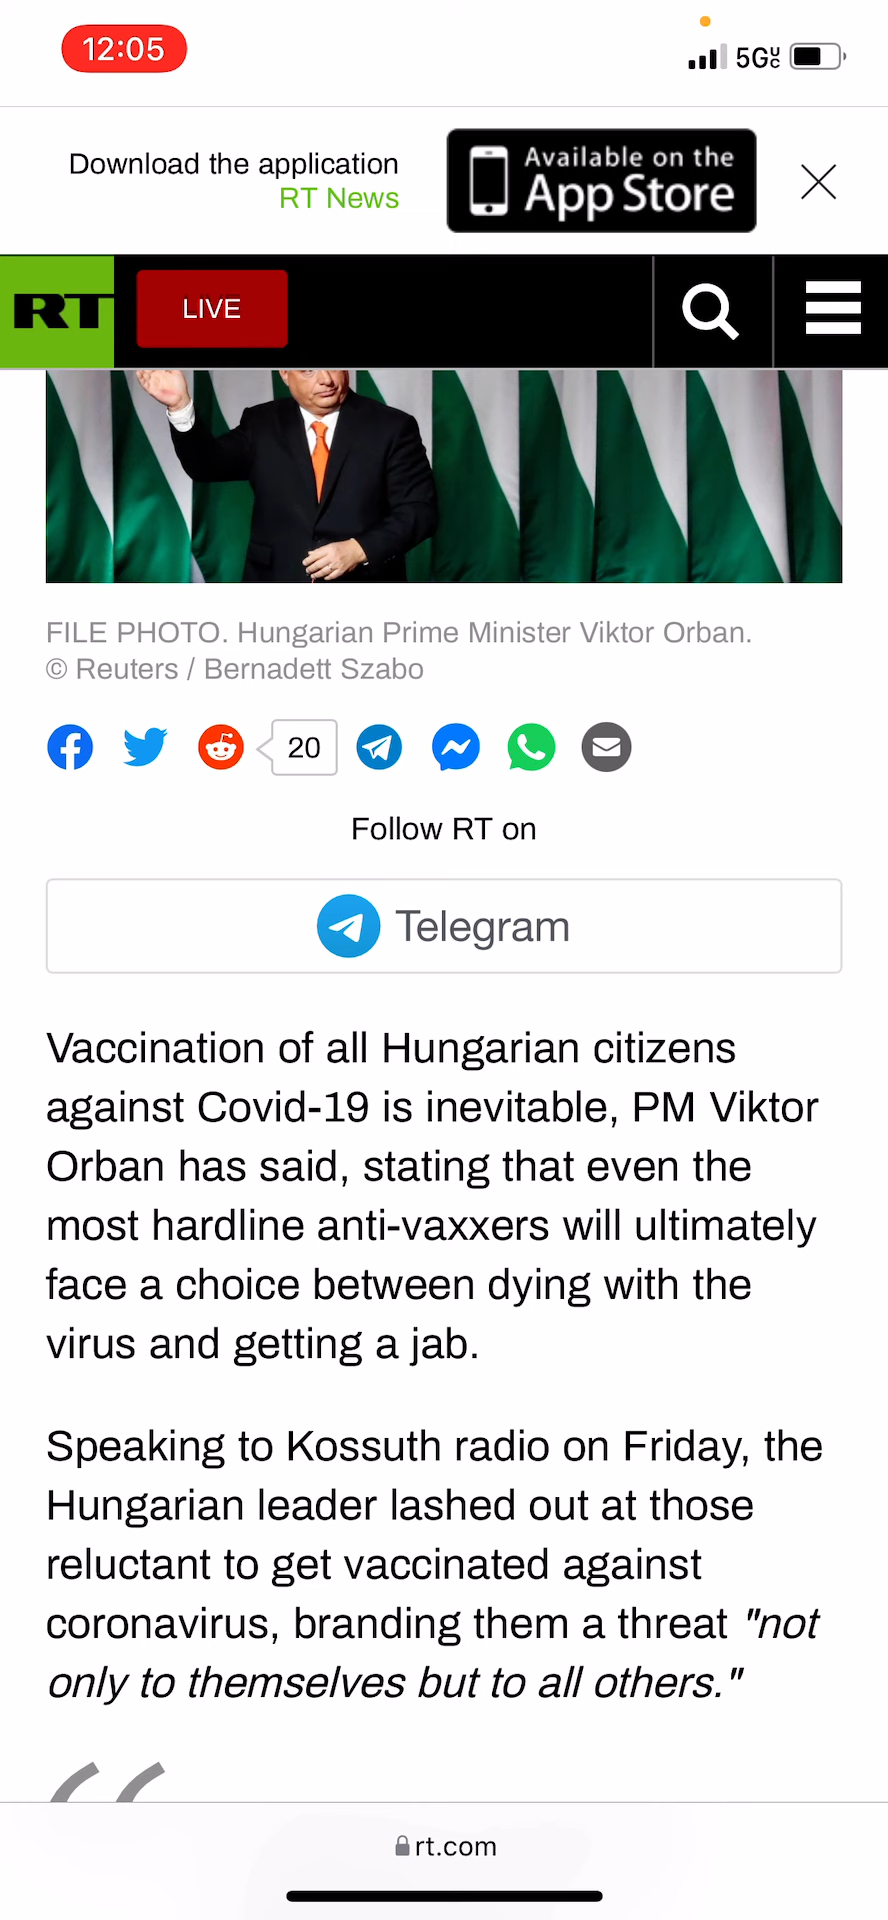 12:05
5G UC
Download the application
RT News
Available on the
App Store
RT
LIVE
FILE PHOTO. Hungarian Prime Minister Viktor Orban.
© Reuters / Bernadett Szabo
20
Follow RT on
Telegram
Vaccination of all Hungarian citizens
against Covid-19 is inevitable, PM Viktor
Orban has said, stating that even the
most hardline anti-vaxxers will ultimately
face a choice between dying with the
virus and getting a jab.
Speaking to Kossuth radio on Friday, the
Hungarian leader lashed out at those
reluctant to get vaccinated against
coronavirus, branding them a threat "not
only to themselves but to all others."
rt.com